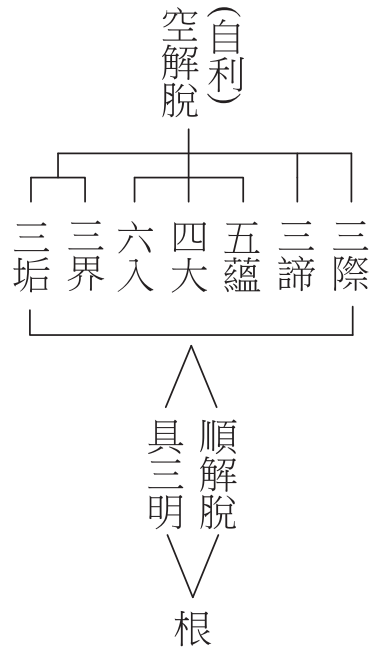 (自利)
空解脫
三際
三諦
五蘊
四大
六入
三界
三垢
順解脫
具三明
根